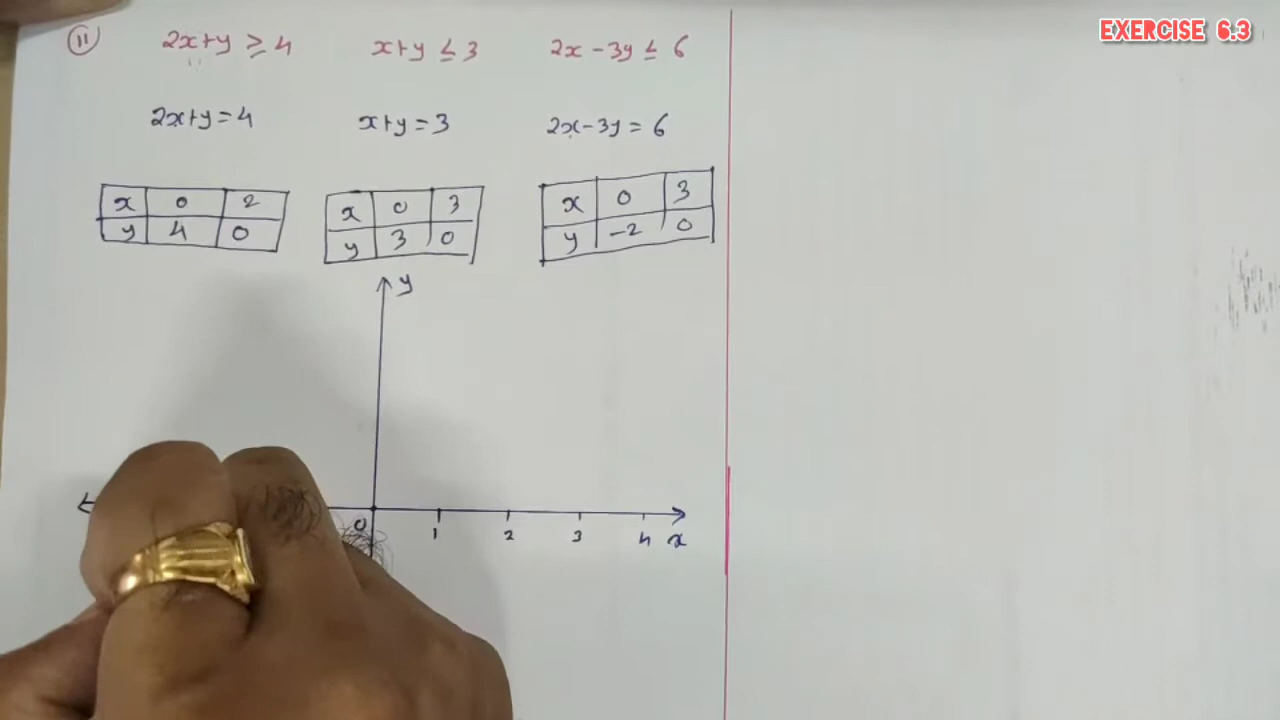 EXERCISE 6.3
11 2x+y ≥ 4 x+y ≤ 3 2x-3y ≤ 6
2x+y=4 x+y=3 2x-3y=6
x 0 2 x 0 3 x 0 3
y 4 0 y 3 0 y -2 0
y
0 1 2 3 4 x